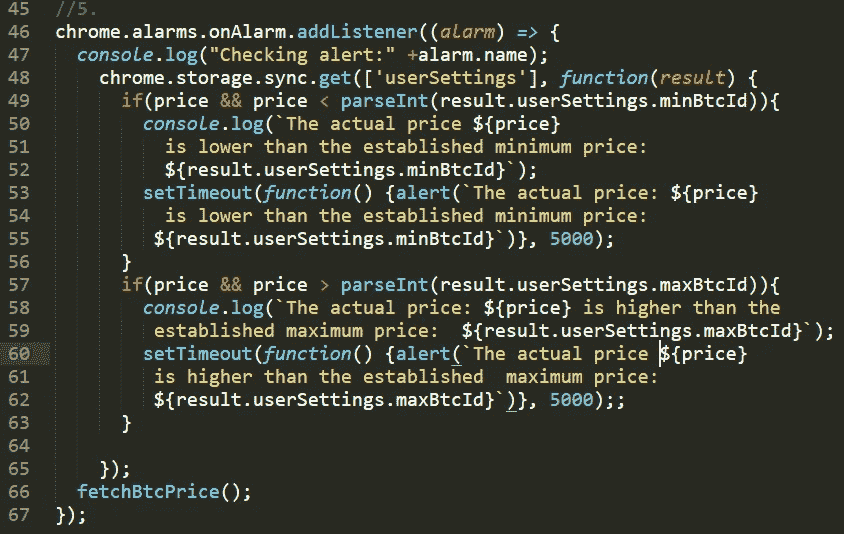 45 //5.
46 chrome.alarms.onAlarm.addListener((alarm) => {
47 console.log("Checking alert:" +alarm.name);
48 chrome.storage.sync.get(['userSettings'], function(result) {
49 if(price && price < parseInt(result.userSettings.minBtcId)){
50 console.log(`The actual price ${price}
51 is lower than the established minimum price:
52 ${result.userSettings.minBtcId}`);
53 setTimeout(function() {alert(`The actual price: ${price}
54 is lower than the established minimum price:
55 ${result.userSettings.minBtcId}`)}, 5000);
56 }
57 if(price && price > parseInt(result.userSettings.maxBtcId)){
58 console.log(`The actual price: ${price} is higher than the
59 established maximum price:  ${result.userSettings.maxBtcId}`);
60 setTimeout(function() {alert(`The actual price ${price}
61 is higher than the established  maximum price:
62 ${result.userSettings.maxBtcId}`)}, 5000);;
63 }
64
65 });
66 fetchBtcPrice();
67 });